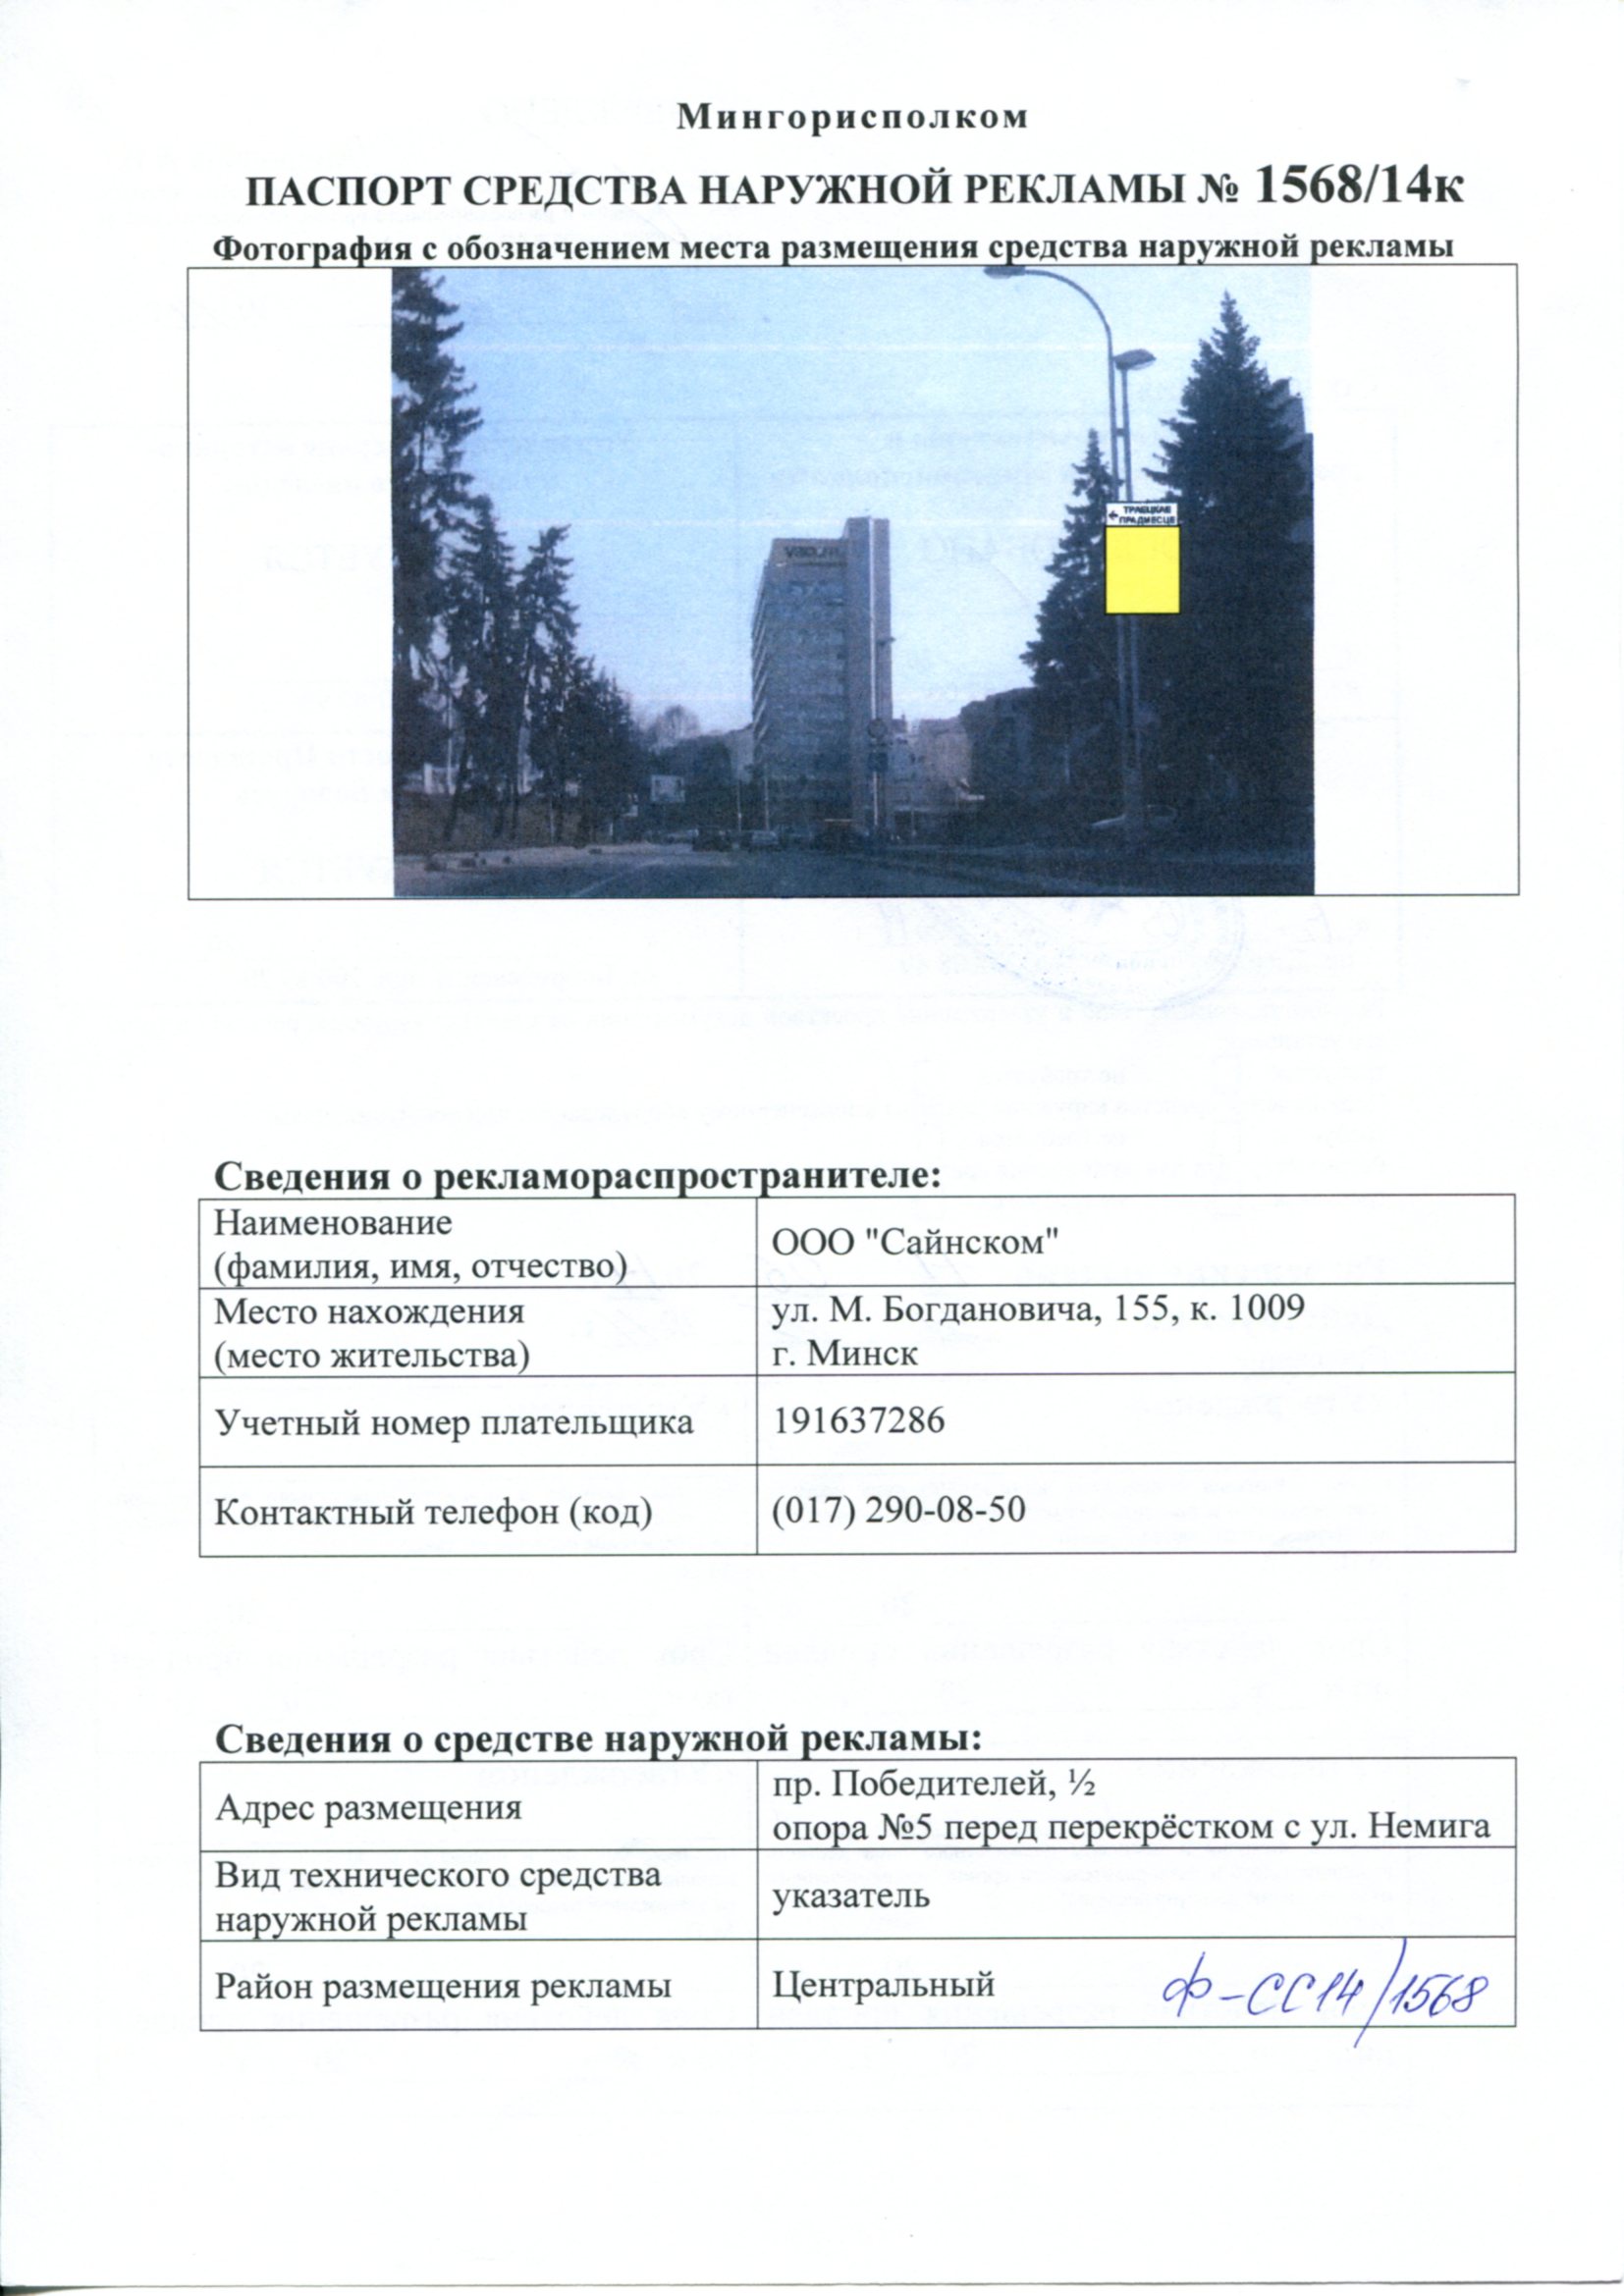 Мингорисполком
ПАСПОРТ СРЕДСТВА НАРУЖНОЙ РЕКЛАМЫ № 1568/14к
Фотография с обозначением места размещения средства наружной рекламы
ТРАЕЦКАЕ
ПРАДМЕСЦЕ
Сведения о рекламораспространителе:
Наименование
(фамилия, имя, отчество)
ООО "Сайнском"
Место нахождения
(место жительства)
ул. М. Богдановича, 155, к. 1009
г. Минск
Учетный номер плательщика
191637286
Контактный телефон (код)
(017) 290-08-50
Сведения о средстве наружной рекламы:
Адрес размещения
пр. Победителей, ½
опора №5 перед перекрёстком с ул. Немига
Вид технического средства
наружной рекламы
указатель
Район размещения рекламы
Центральный
Ф-СС14/1568